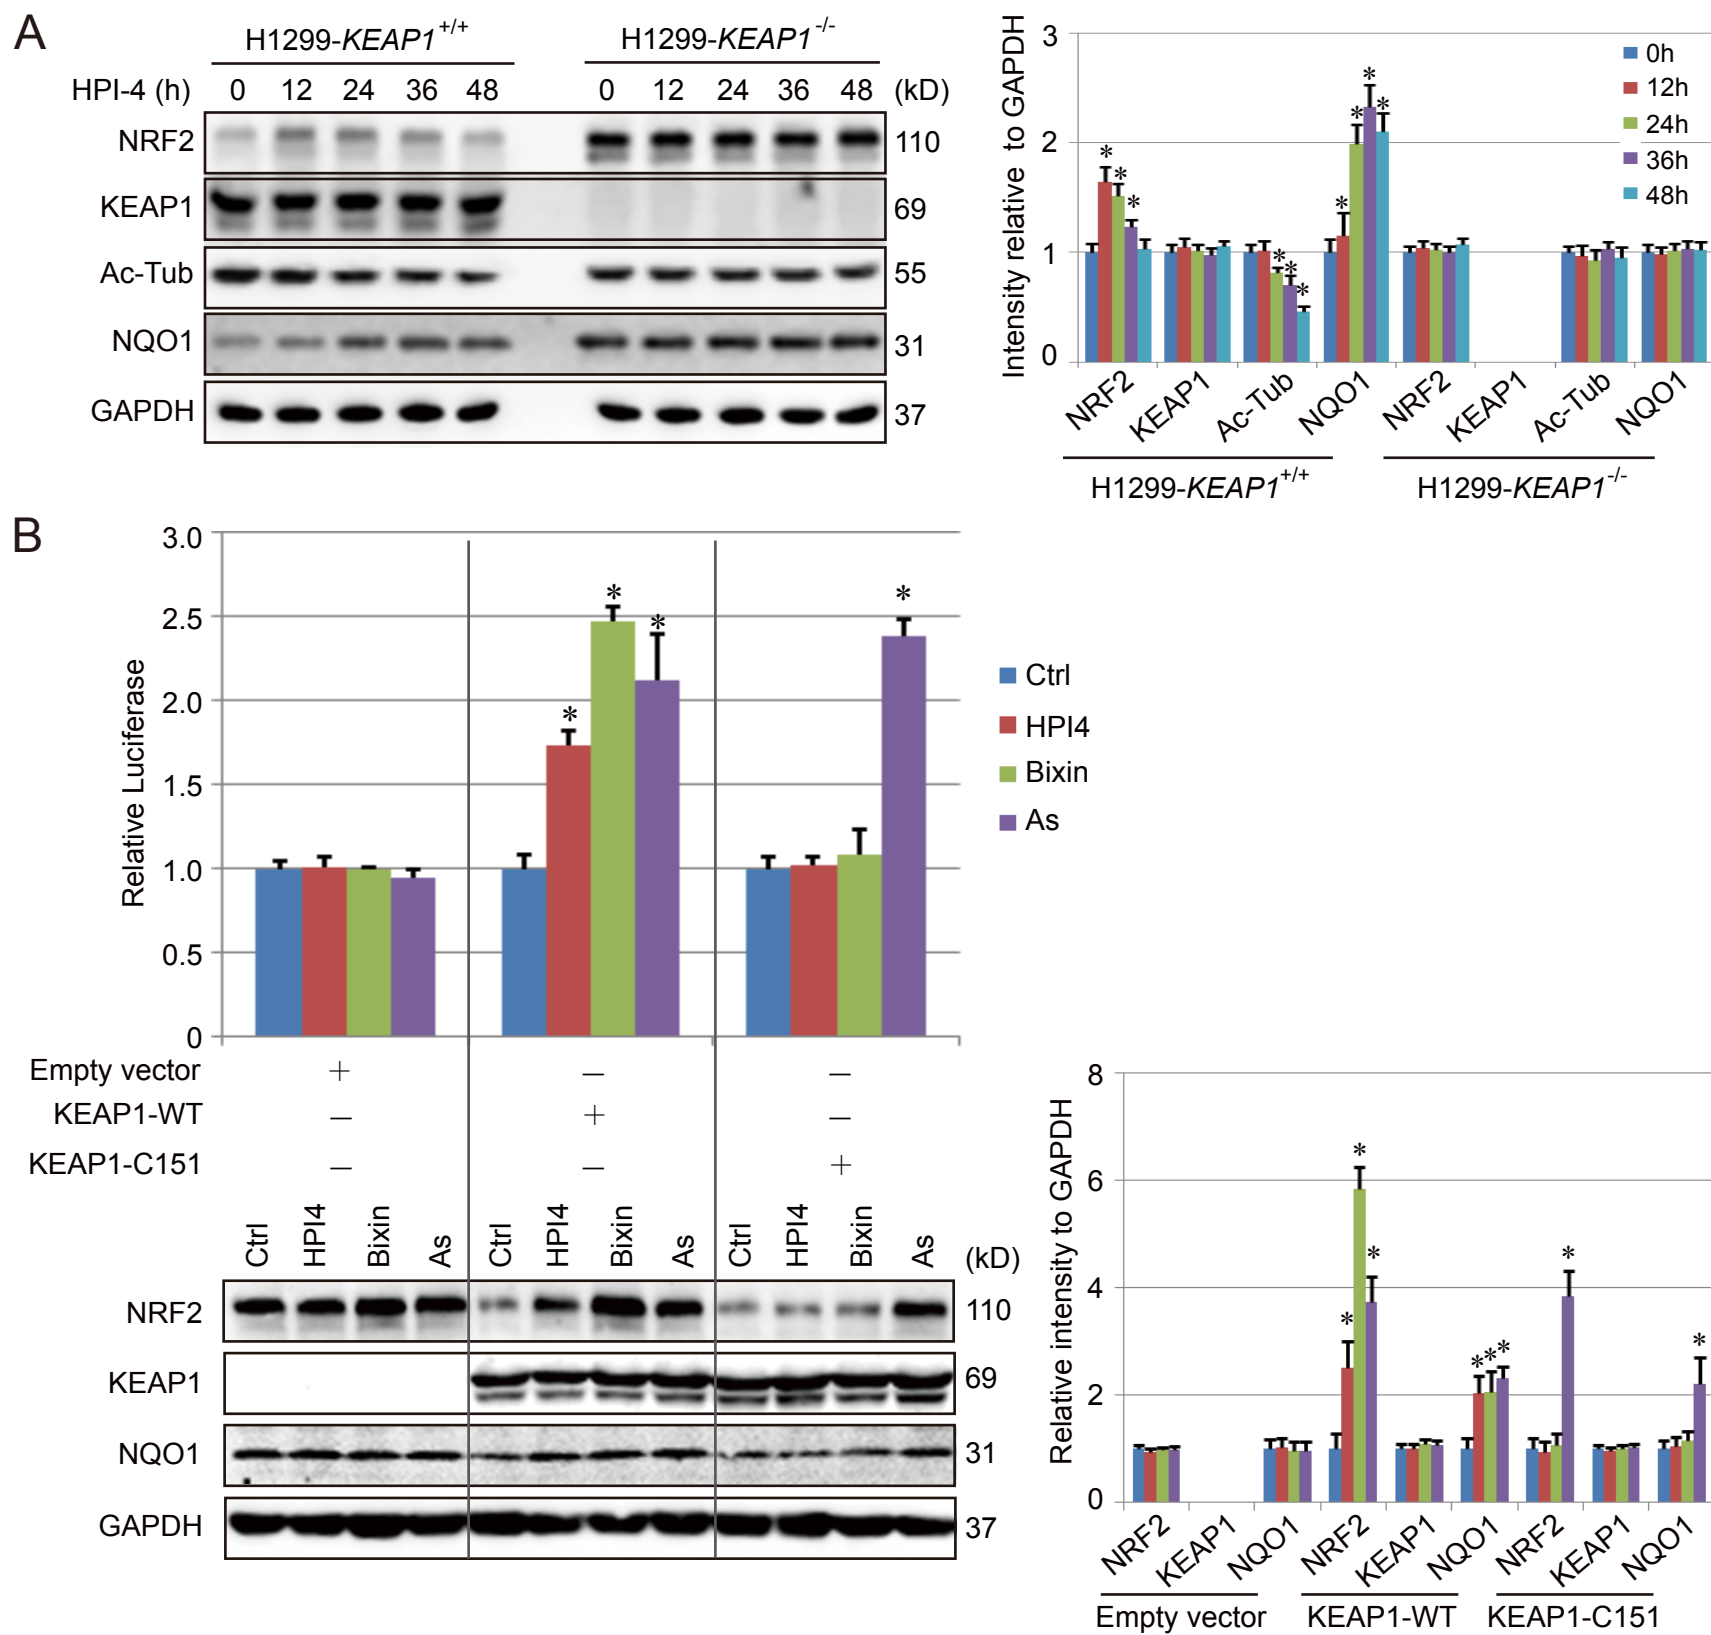 A
H1299-KEAP1+/+
H1299-KEAP1-/-
HPI-4 (h) 0 12 24 36 48 0 12 24 36 48 (kD)
NRF2 110
KEAP1 69
Ac-Tub 55
NQO1 31
GAPDH 37
Intensity relative to GAPDH
3
2
1
0
* * * * * * * * * *
0h
12h
24h
36h
48h
NRF2 KEAP1 Ac-Tub NQO1 NRF2 KEAP1 Ac-Tub NQO1
H1299-KEAP1+/+ H1299-KEAP1-/-
B
Relative Luciferase
3.0
2.5
2.0
1.5
1.0
0.5
0
* * * *
Ctrl
HPI4
Bixin
As
Empty vector + — —
KEAP1-WT — + —
KEAP1-C151 — — +
Ctrl HPI4 Bixin As Ctrl HPI4 Bixin As Ctrl HPI4 Bixin As (kD)
NRF2 110
KEAP1 69
NQO1 31
GAPDH 37
Relative intensity to GAPDH
8
6
4
2
0
* * * * * * * *
NRF2 KEAP1 NQO1 NRF2 KEAP1 NQO1 NRF2 KEAP1 NQO1
Empty vector KEAP1-WT KEAP1-C151